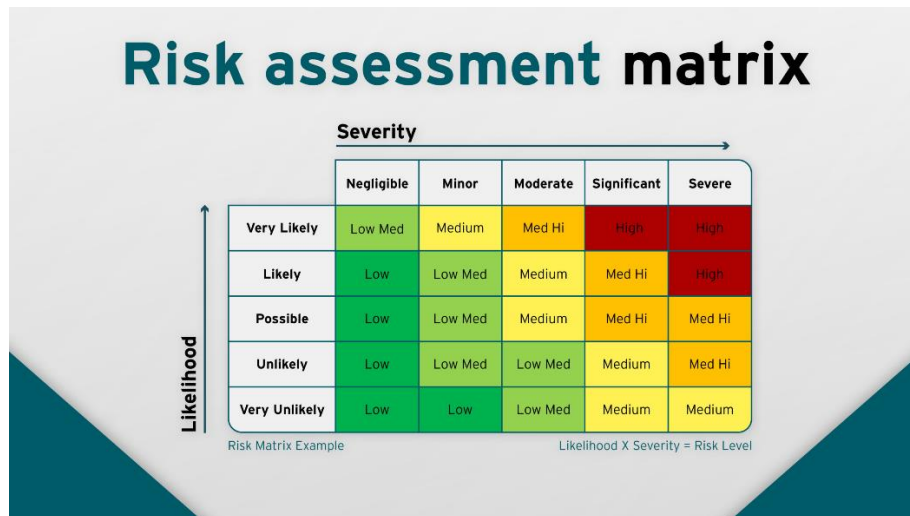 Risk assessment matrix
Severity
Negligible Minor Moderate Significant Severe
Very Likely Low Med Medium Med Hi High High
Likely Low Low Med Medium Med Hi High
Possible Low Low Med Medium Med Hi Med Hi
Unlikely Low Low Med Low Med Medium Med Hi
Very Unlikely Low Low Low Med Medium Medium
Likelihood
Risk Matrix Example Likelihood X Severity = Risk Level